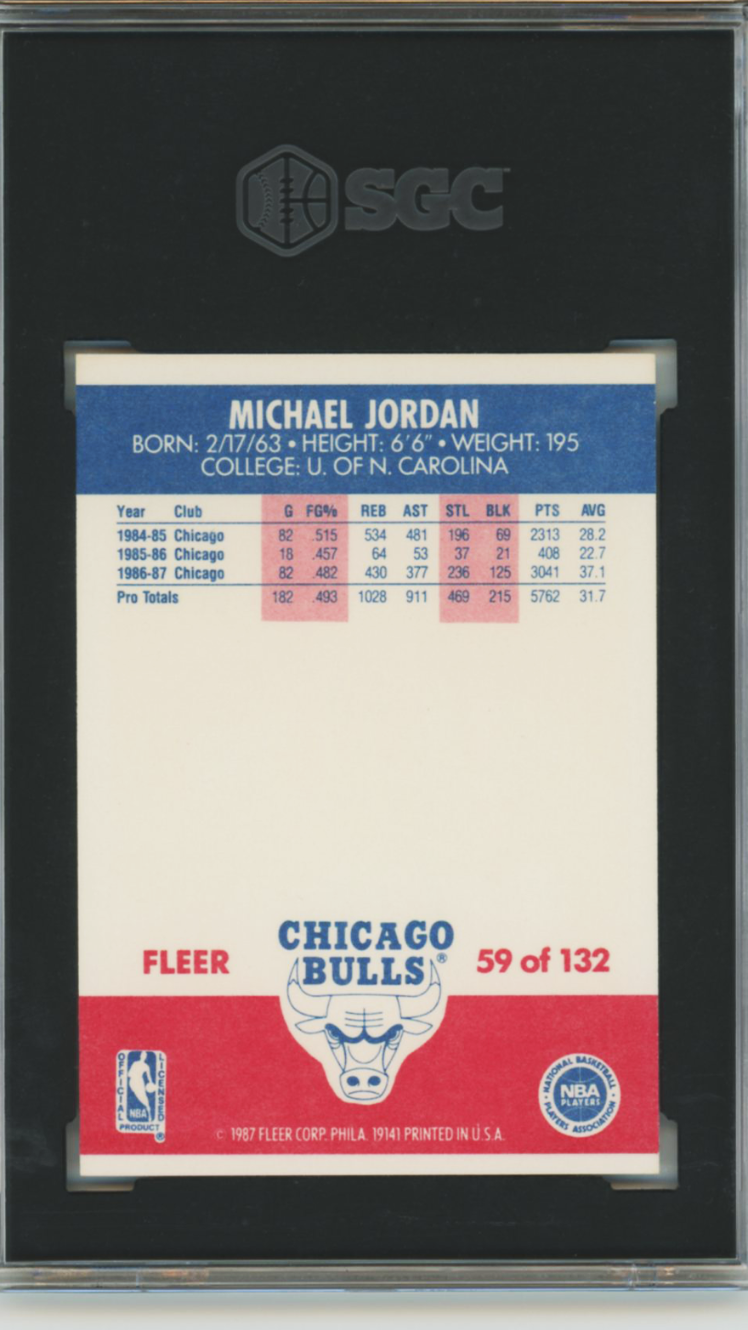 SGC
MICHAEL JORDAN
BORN: 2/17/63 • HEIGHT: 6'6" • WEIGHT: 195
COLLEGE: U. OF N. CAROLINA
Year Club G FG% REB AST STL BLK PTS AVG
1984-85 Chicago 82 .515 534 481 196 69 2313 28.2
1985-86 Chicago 18 .457 64 53 37 21 408 22.7
1986-87 Chicago 82 .482 430 377 236 125 3041 37.1
Pro Totals 182 .493 1028 911 469 215 5762 31.7
CHICAGO
BULLS®
FLEER
59 of 132
OFFICIAL LICENSED
NBA
PRODUCT ®
© 1987 FLEER CORP. PHILA. 19141 PRINTED IN U.S.A.
• NATIONAL BASKETBALL •
NBA
PLAYERS
PLAYERS ASSOCIATION